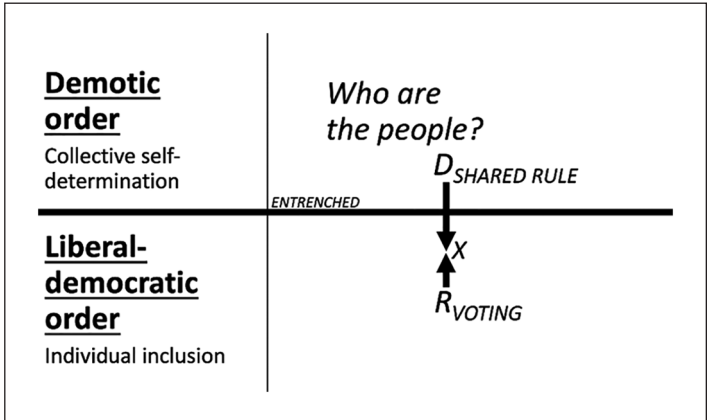 Demotic
order
Collective self-
determination
Who are
the people?
D SHARED RULE
ENTRENCHED
Liberal-
democratic
order
Individual inclusion
X
R VOTING